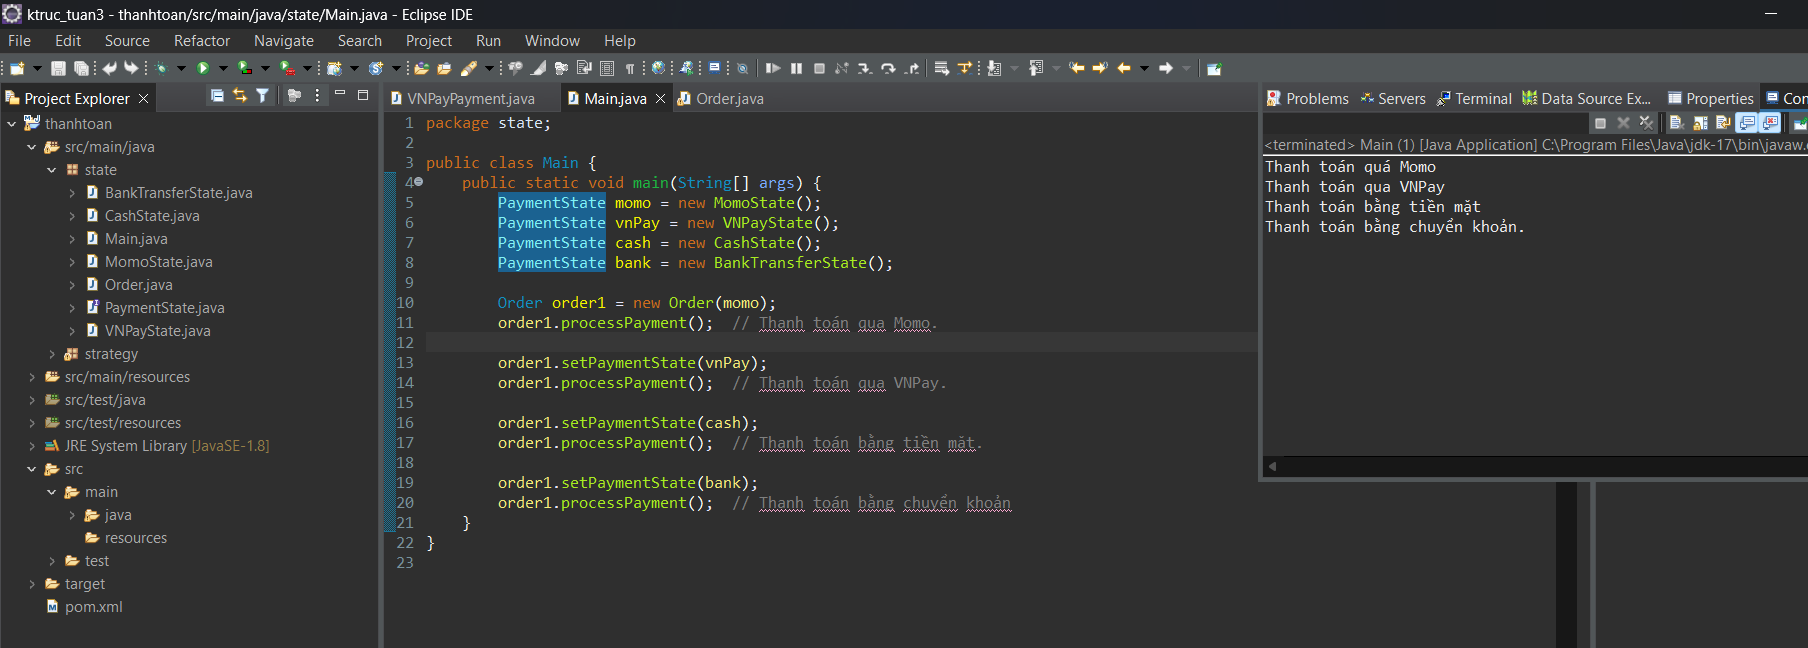 ktruc_tuan3 - thanhtoan/src/main/java/state/Main.java - Eclipse IDE
File Edit Source Refactor Navigate Search Project Run Window Help
Project Explorer
thanhtoan
src/main/java
state
BankTransferState.java
CashState.java
Main.java
MomoState.java
Order.java
PaymentState.java
VNPayState.java
strategy
src/main/resources
src/test/java
src/test/resources
JRE System Library [JavaSE-1.8]
src
main
java
resources
test
target
pom.xml
VNPayPayment.java Main.java Order.java
1 package state;
2
3 public class Main {
4 public static void main(String[] args) {
5 PaymentState momo = new MomoState();
6 PaymentState vnPay = new VNPayState();
7 PaymentState cash = new CashState();
8 PaymentState bank = new BankTransferState();
9
10 Order order1 = new Order(momo);
11 order1.processPayment(); // Thanh toán qua Momo.
12
13 order1.setPaymentState(vnPay);
14 order1.processPayment(); // Thanh toán qua VNPay.
15
16 order1.setPaymentState(cash);
17 order1.processPayment(); // Thanh toán bằng tiền mặt.
18
19 order1.setPaymentState(bank);
20 order1.processPayment(); // Thanh toán bằng chuyển khoản
21 }
22 }
23
Problems Servers Terminal Data Source Ex... Properties Con
<terminated> Main (1) [Java Application] C:\Program Files\Java\jdk-17\bin\javaw.
Thanh toán quá Momo
Thanh toán qua VNPay
Thanh toán bằng tiền mặt
Thanh toán bằng chuyển khoản.